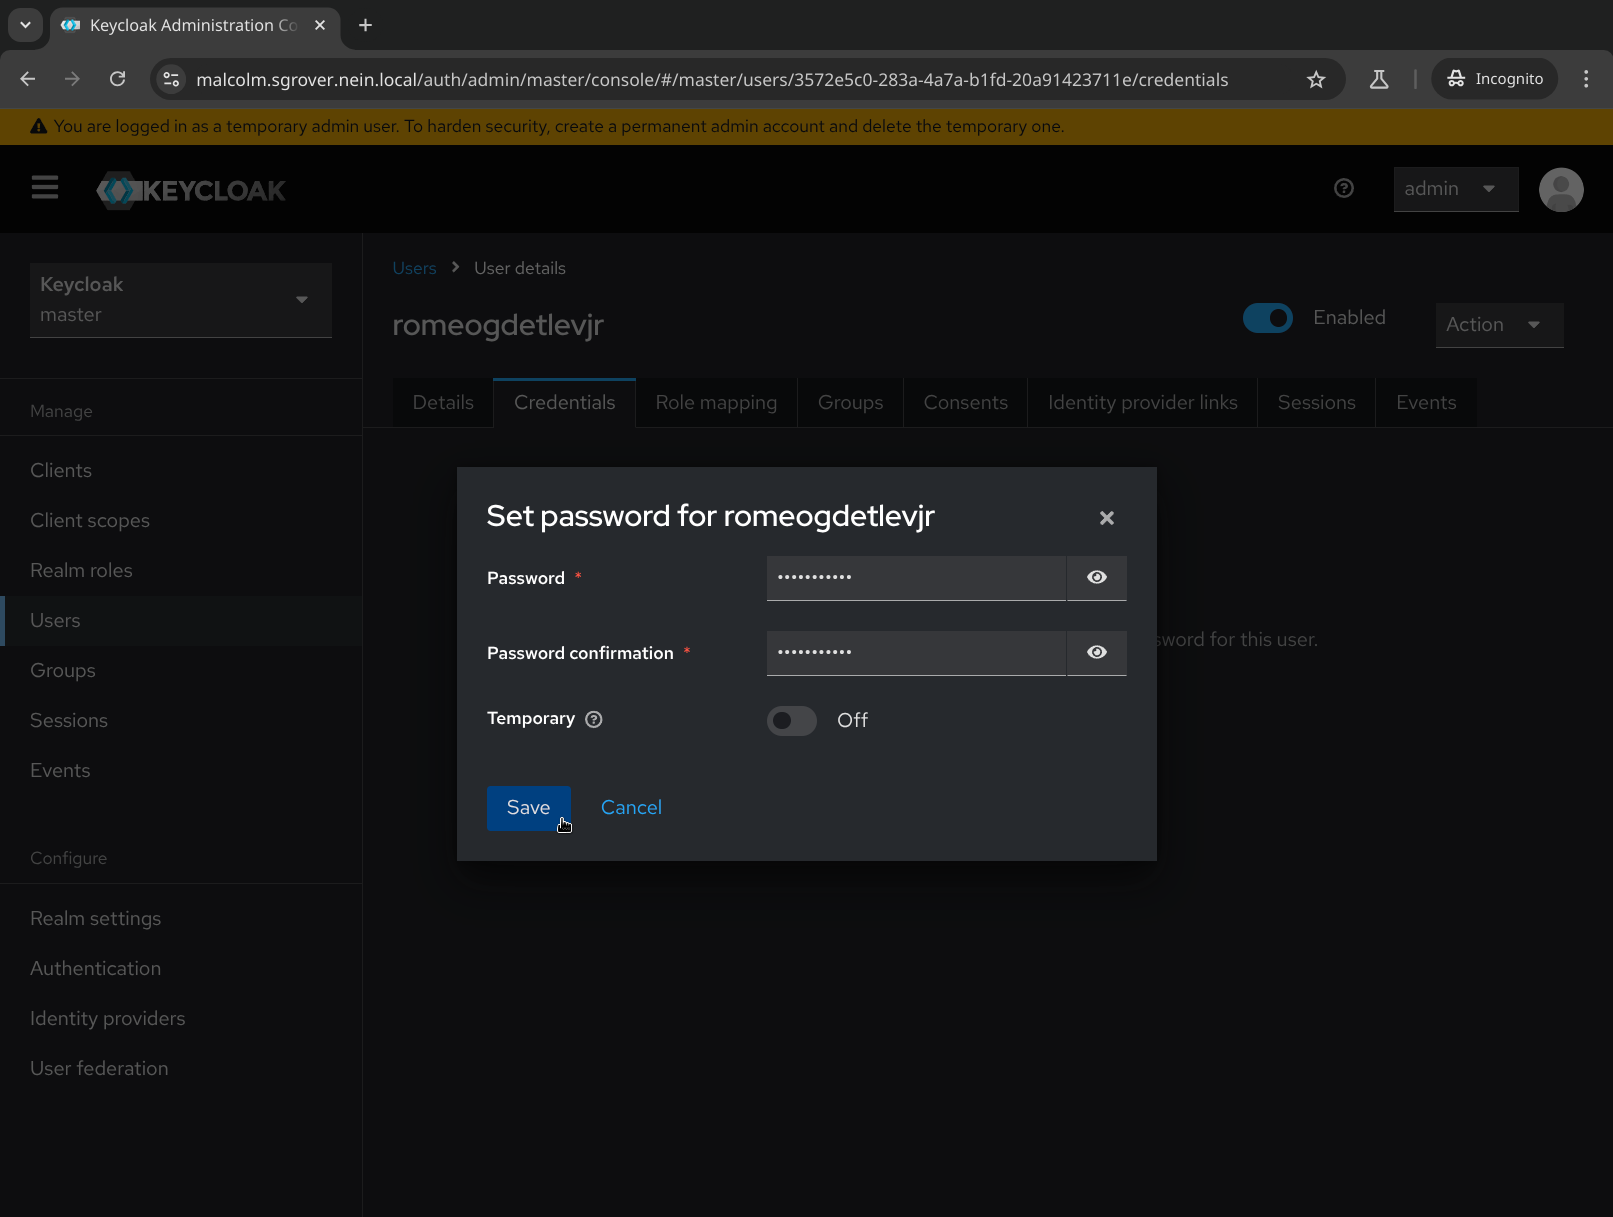 Keycloak Administration Co
malcolm.sgrover.nein.local/auth/admin/master/console/#/master/users/3572e5c0-283a-4a7a-b1fd-20a91423711e/credentials
Incognito
You are logged in as a temporary admin user. To harden security, create a permanent admin account and delete the temporary one.
KEYCLOAK
admin
Keycloak
master
Manage
Clients
Client scopes
Realm roles
Users
Groups
Sessions
Events
Configure
Realm settings
Authentication
Identity providers
User federation
Users > User details
romeogdetlevjr
Enabled
Action
Details Credentials Role mapping Groups Consents Identity provider links Sessions Events
sword for this user.
Set password for romeogdetlevjr
Password *
•••••••••••
Password confirmation *
•••••••••••
Temporary
Off
Save Cancel